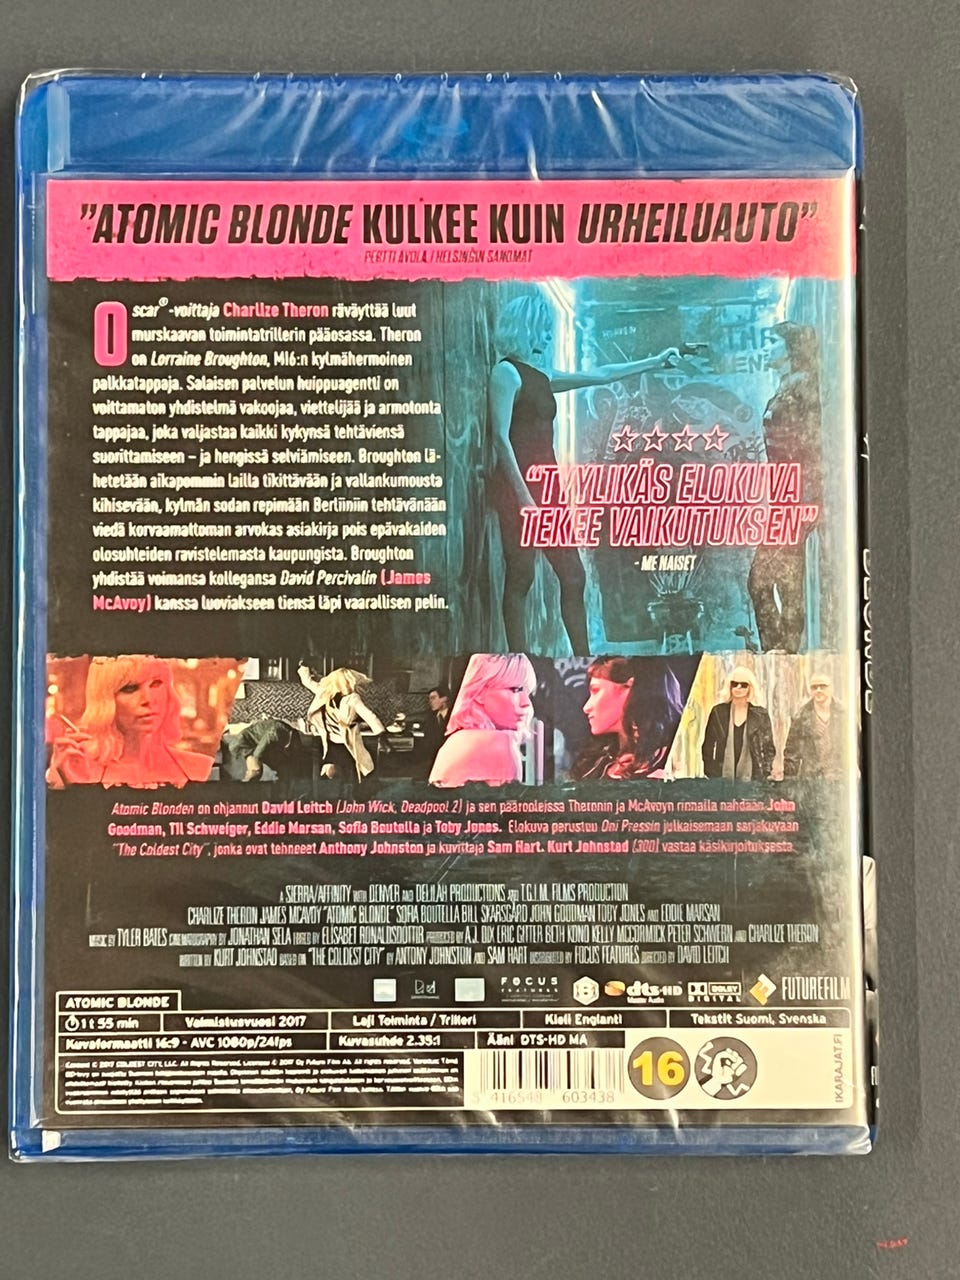 "ATOMIC BLONDE KULKEE KUIN URHEILUAUTO"
PERTTI AVOLA / HELSINGIN SANOMAT
Oscar®-voittaja Charlize Theron räväyttää luut
murskaavan toimintatrillerin pääosassa. Theron
on Lorraine Broughton, MI6:n kylmähermoinen
palkkatappaja. Salaisen palvelun huippuagentti on
voittamaton yhdistelmä vakoojaa, viettelijää ja armotonta
tappajaa, joka valjastaa kaikki kykynsä tehtäviensä
suorittamiseen – ja hengissä selviämiseen. Broughton lä-
hetetään aikapommin lailla tikittävään ja vallankumousta
kihisevään, kylmän sodan repimään Berliiniin tehtävänään
viedä korvaamattoman arvokas asiakirja pois epävakaiden
olosuhteiden ravistelemasta kaupungista. Broughton
yhdistää voimansa kollegansa David Percivalin (James
McAvoy) kanssa luoviakseen tiensä läpi vaarallisen pelin.
"TYYLIKÄS ELOKUVA
TEKEE VAIKUTUKSEN"
- ME NAISET
Atomic Blonden on ohjannut David Leitch (John Wick, Deadpool 2) ja sen päärooleissa Theronin ja McAvoyn rinnalla nähdään John
Goodman, Til Schweiger, Eddie Marsan, Sofia Boutella ja Toby Jones. Elokuva perustuu Oni Pressin julkaisemaan sarjakuvaan
"The Coldest City", jonka ovat tehneet Anthony Johnston ja kuvittaja Sam Hart. Kurt Johnstad (300) vastaa käsikirjoituksesta.
A SIERRA/AFFINITY WITH DENVER AND DELILAH PRODUCTIONS AND T.G.I.M. FILMS PRODUCTION
CHARLIZE THERON JAMES MCAVOY "ATOMIC BLONDE" SOFIA BOUTELLA BILL SKARSGÅRD JOHN GOODMAN TOBY JONES AND EDDIE MARSAN
MUSIC BY TYLER BATES CINEMATOGRAPHY BY JONATHAN SELA EDITED BY ELÍSABET RONALDSDÓTTIR PRODUCED BY A.J. DIX ERIC GITTER BETH KONO KELLY MCCORMICK PETER SCHWERIN AND CHARLIZE THERON
WRITTEN BY KURT JOHNSTAD BASED ON "THE COLDEST CITY" BY ANTONY JOHNSTON AND SAM HART DISTRIBUTED BY FOCUS FEATURES DIRECTED BY DAVID LEITCH
FOCUS
FEATURES
dts-HD
Master Audio
DOLBY
DIGITAL
FUTUREFILM
ATOMIC BLONDE
1 t 55 min
Valmistusvuosi 2017
Laji Toiminta / Trilleri
Kieli Englanti
Tekstit Suomi, Svenska
Kuvaformaatti 16:9 - AVC 1080p/24fps
Kuvasuhde 2.35:1
Ääni DTS-HD MA
5 416548 603438
16
IKARAJAT.FI